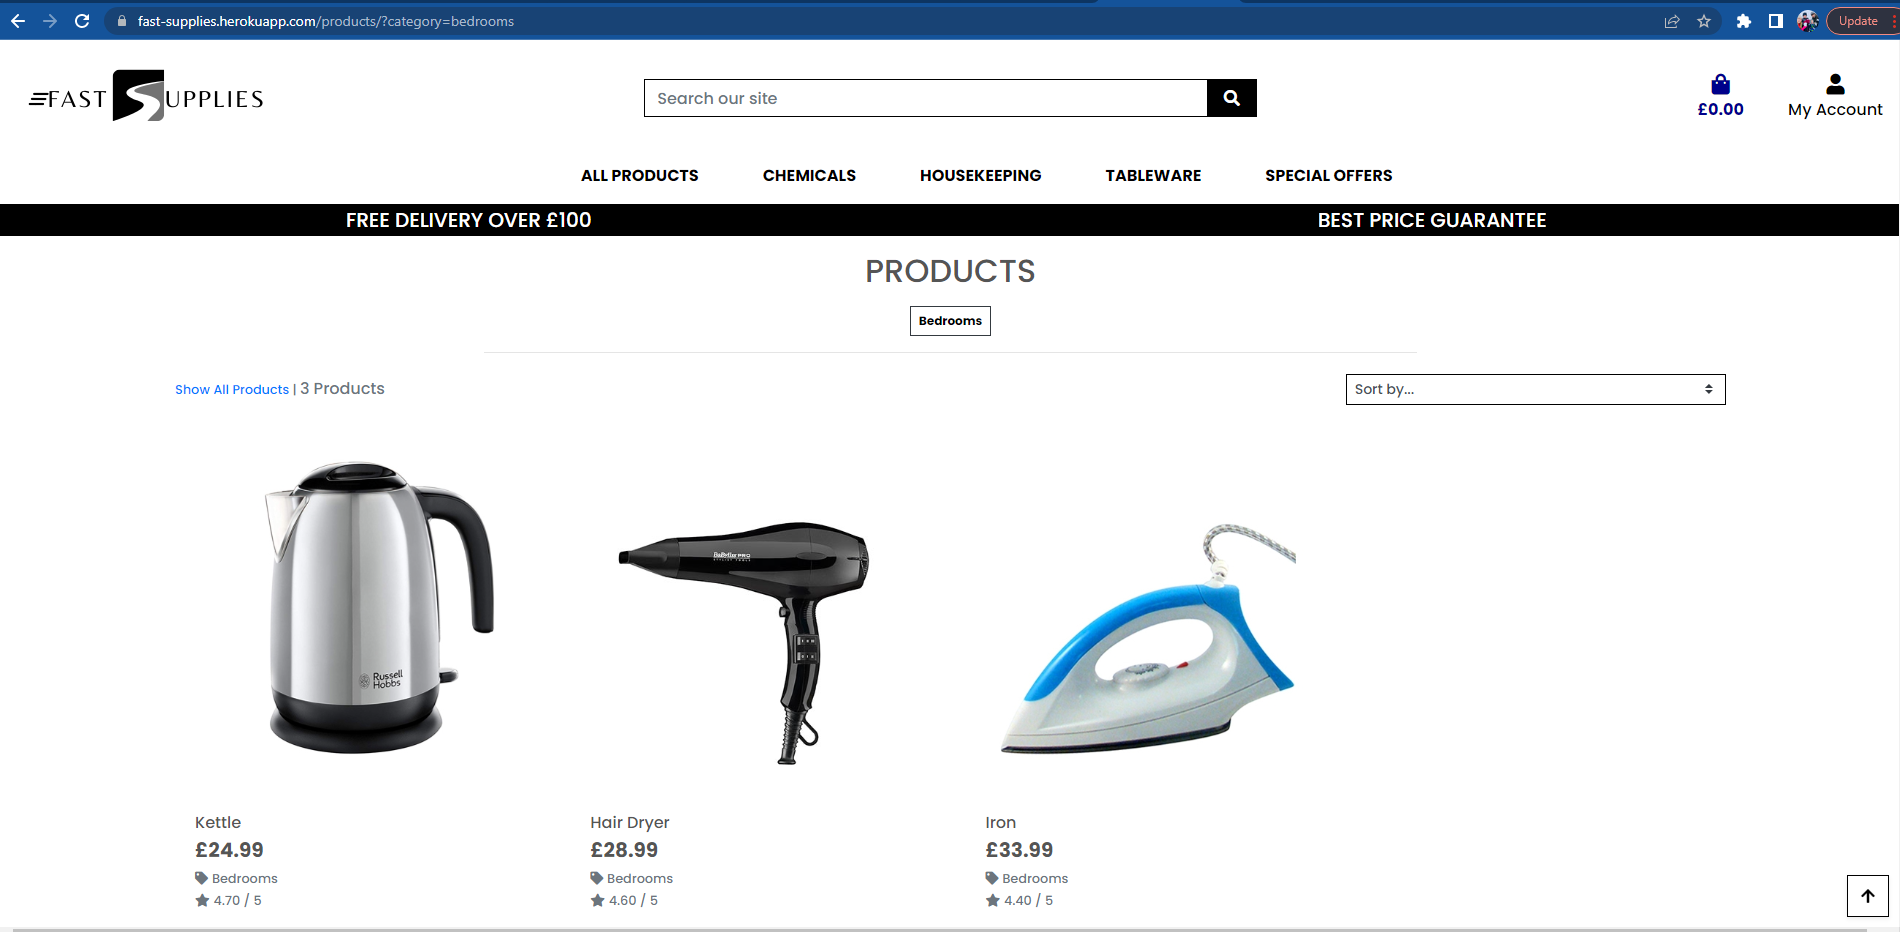 fast-supplies.herokuapp.com/products/?category=bedrooms
Update
FAST SUPPLIES
Search our site
£0.00
My Account
ALL PRODUCTS
CHEMICALS
HOUSEKEEPING
TABLEWARE
SPECIAL OFFERS
FREE DELIVERY OVER £100
BEST PRICE GUARANTEE
PRODUCTS
Bedrooms
Show All Products | 3 Products
Sort by...
Russell
Hobbs
BaBylissPRO
Kettle
£24.99
Bedrooms
4.70 / 5
Hair Dryer
£28.99
Bedrooms
4.60 / 5
Iron
£33.99
Bedrooms
4.40 / 5